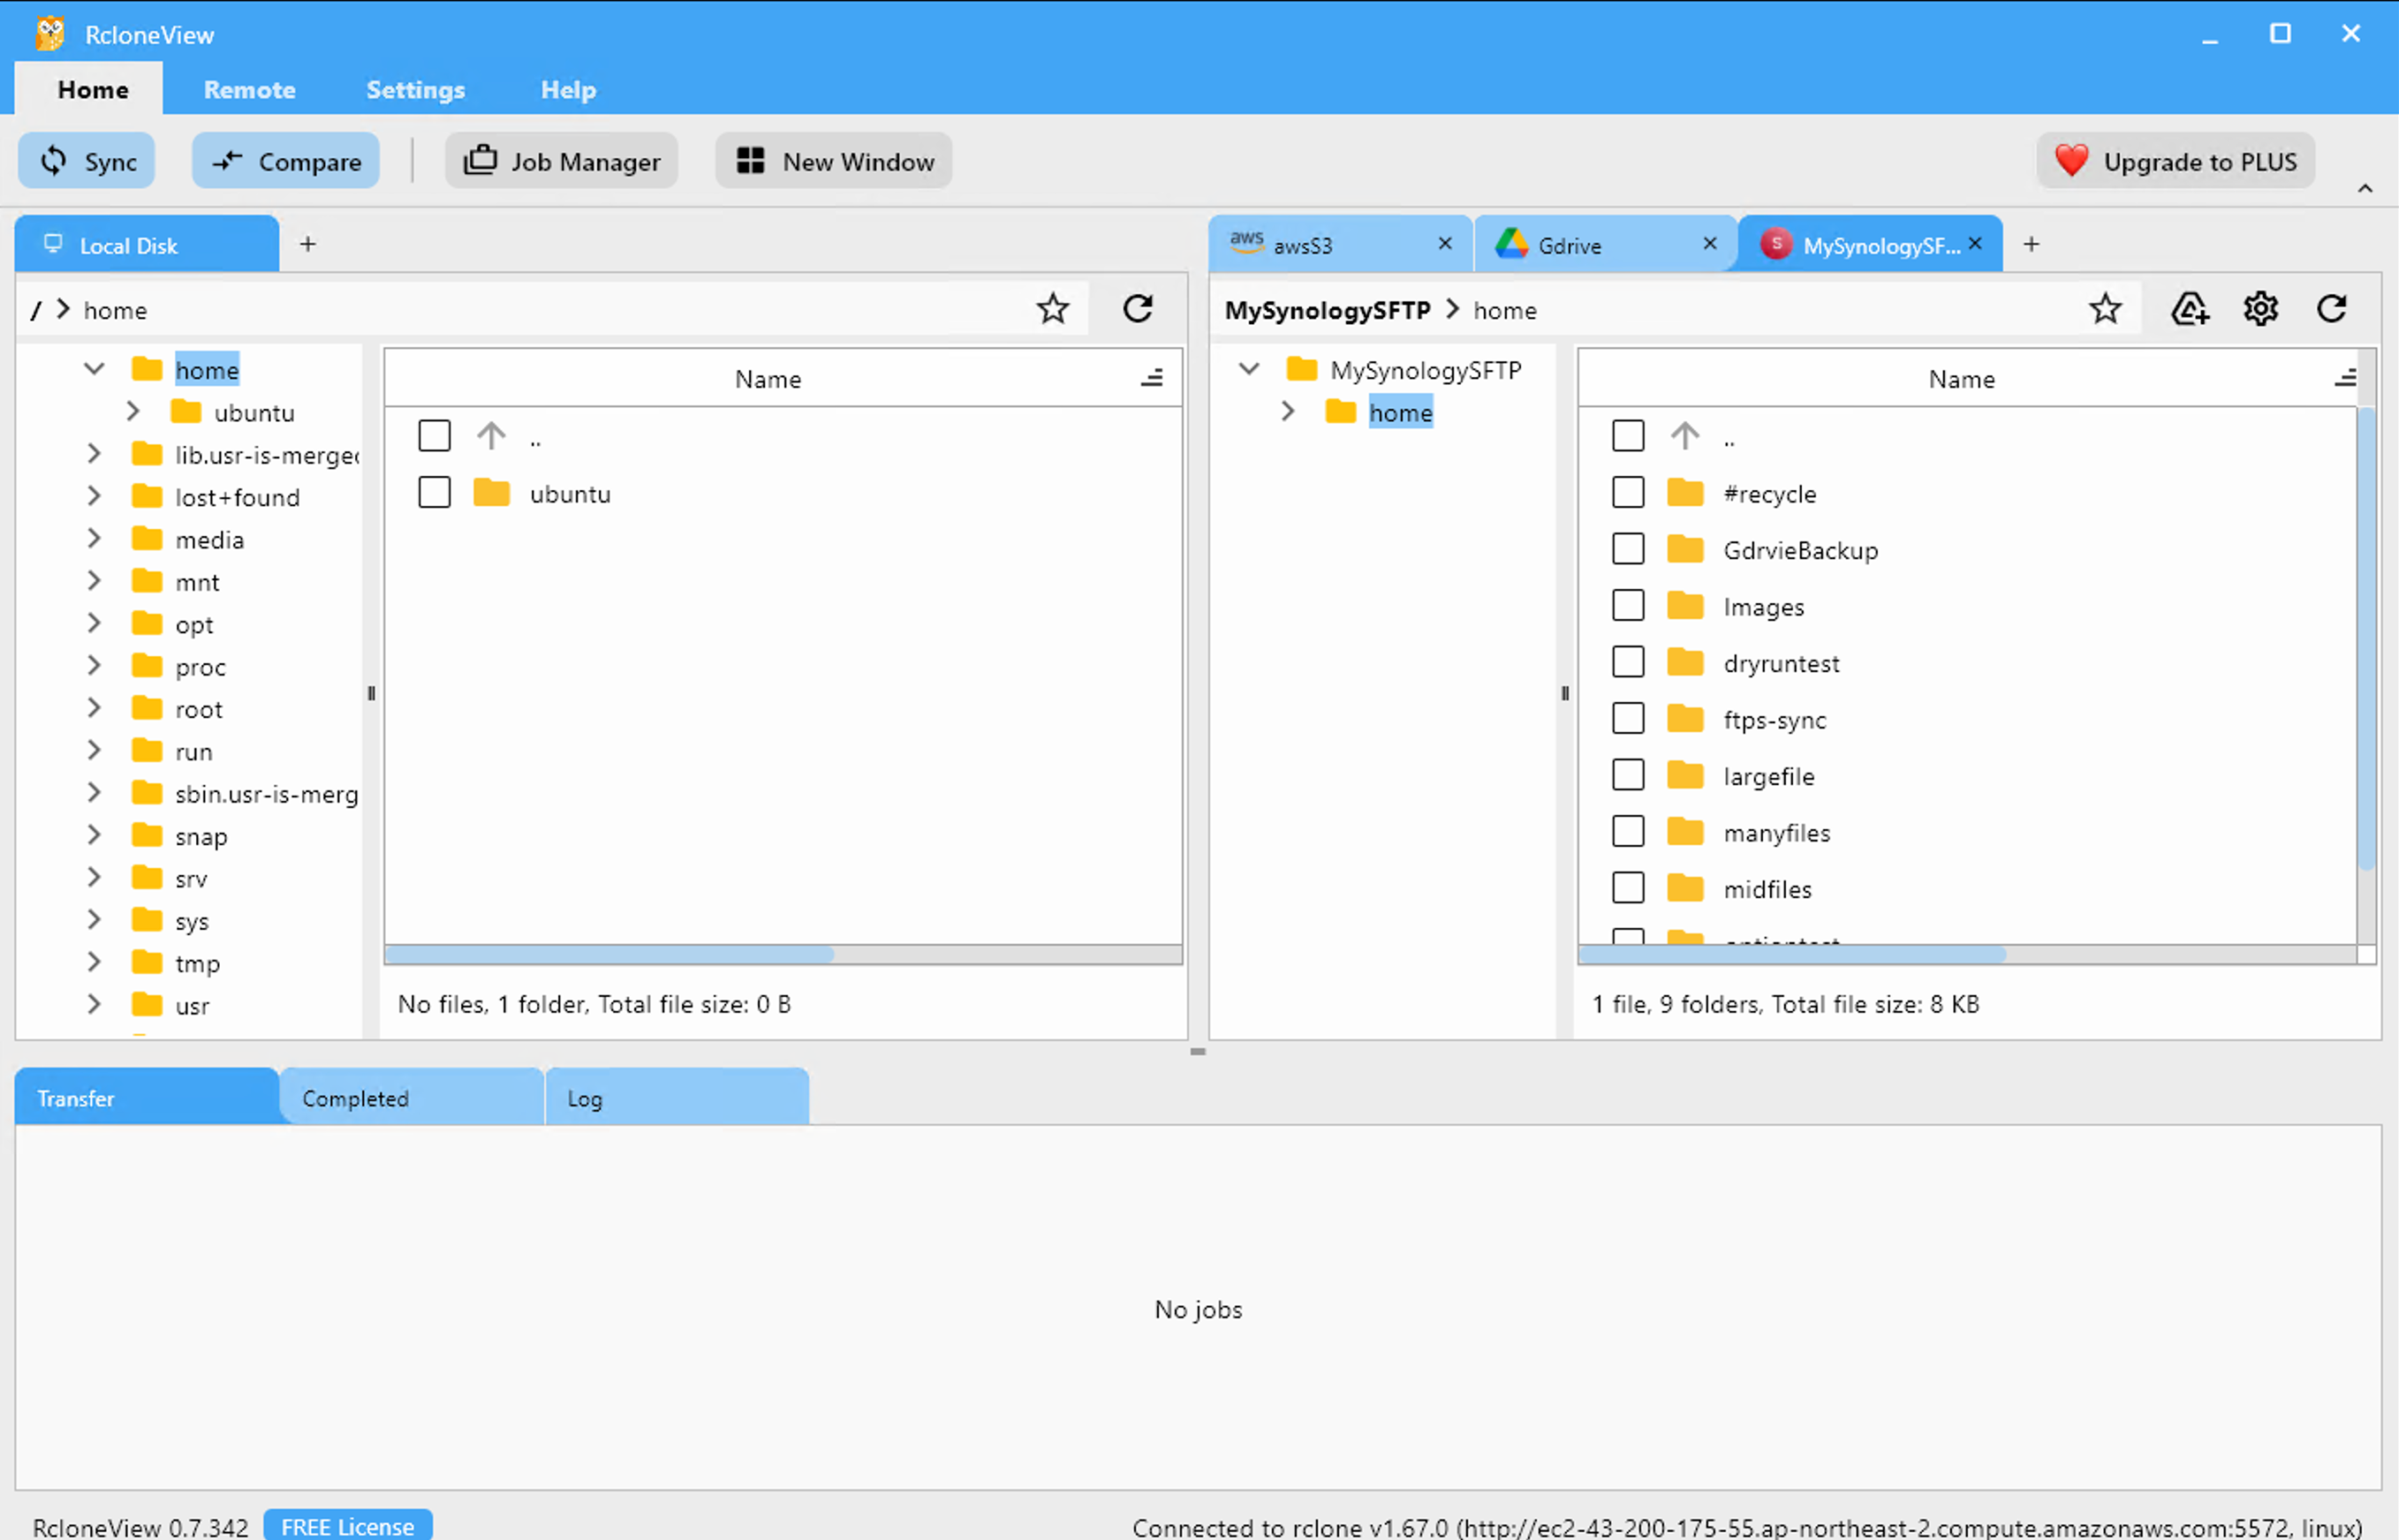 RcloneView
Home Remote Settings Help
Sync Compare Job Manager New Window Upgrade to PLUS
Local Disk +
/ > home
home
ubuntu
lib.usr-is-merge
lost+found
media
mnt
opt
proc
root
run
sbin.usr-is-merg
snap
srv
sys
tmp
usr
Name
..
ubuntu
No files, 1 folder, Total file size: 0 B
aws awsS3 Gdrive S MySynologySF... +
MySynologySFTP > home
MySynologySFTP
home
Name
..
#recycle
GdrvieBackup
Images
dryruntest
ftps-sync
largefile
manyfiles
midfiles
Transfer Completed Log
1 file, 9 folders, Total file size: 8 KB
No jobs
RcloneView 0.7.342 FREE License Connected to rclone v1.67.0 (http://ec2-43-200-175-55.ap-northeast-2.compute.amazonaws.com:5572, linux)